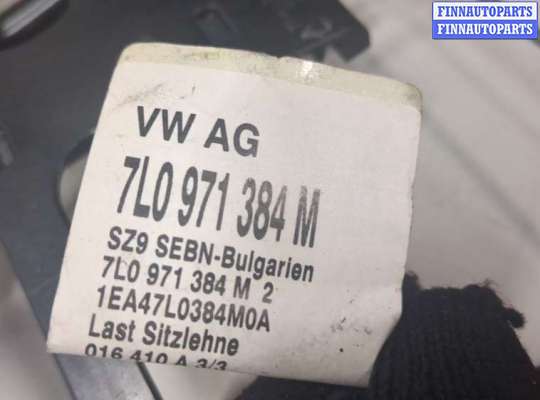 FINNAUTOPARTS
FINNAUTOPARTS
VW AG
7L0 971 384 M
SZ9 SEBN-Bulgarien
7L0 971 384 M 2
1EA47L0384M0A
Last Sitzlehne
016 410 A 3/3